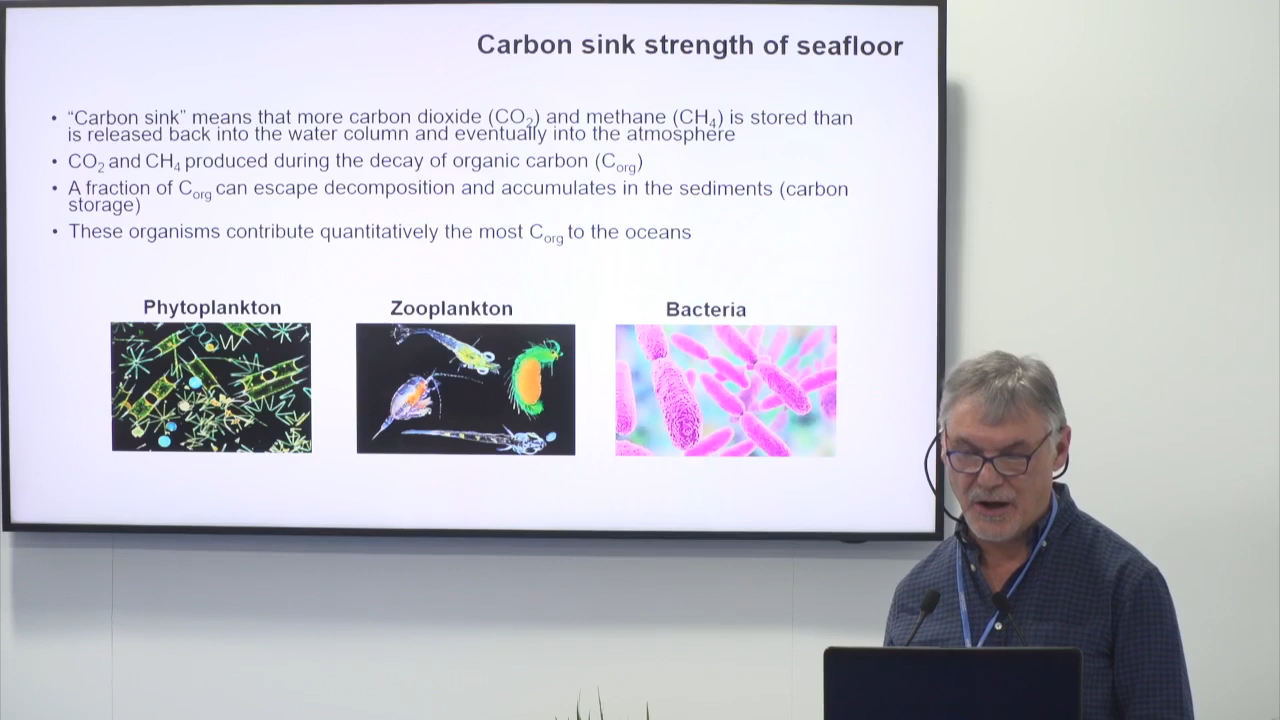 Carbon sink strength of seafloor
• “Carbon sink” means that more carbon dioxide (CO₂) and methane (CH₄) is stored than
is released back into the water column and eventually into the atmosphere
• CO₂ and CH₄ produced during the decay of organic carbon (Corg)
• A fraction of Corg can escape decomposition and accumulates in the sediments (carbon
storage)
• These organisms contribute quantitatively the most Corg to the oceans
Phytoplankton Zooplankton Bacteria